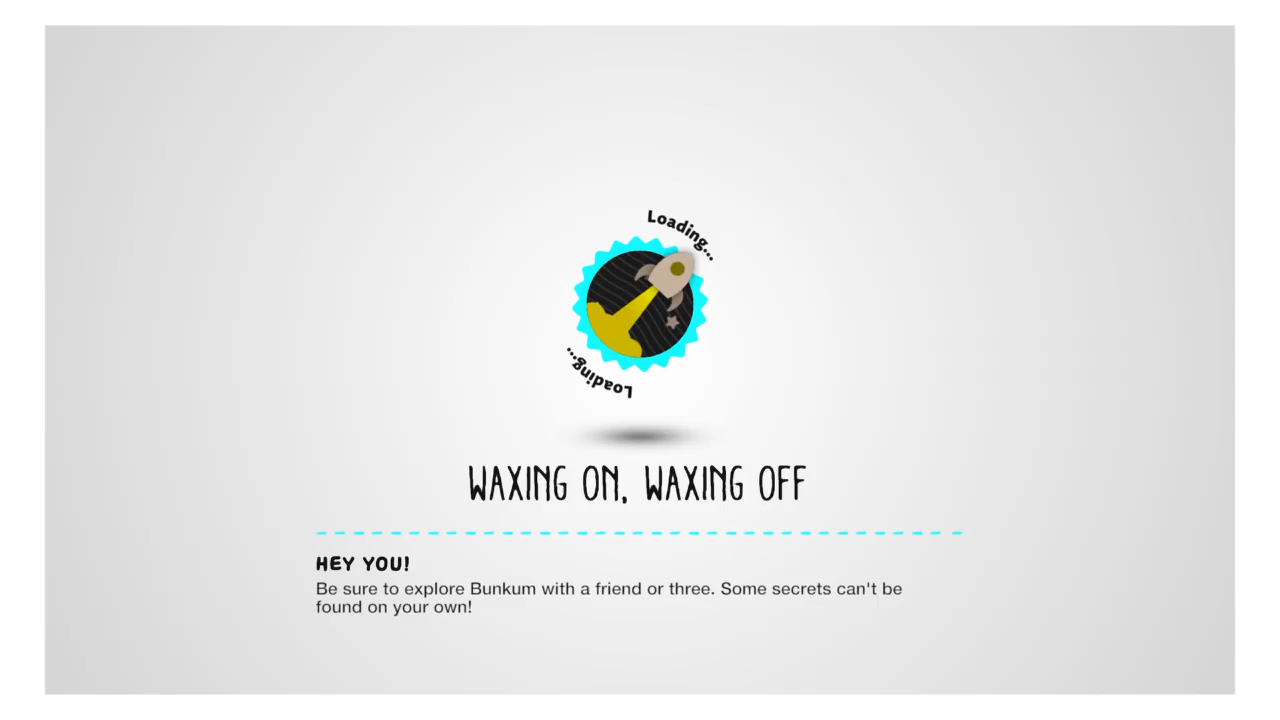 Loading...
Loading...
WAXING ON, WAXING OFF
HEY YOU!
Be sure to explore Bunkum with a friend or three. Some secrets can't be
found on your own!